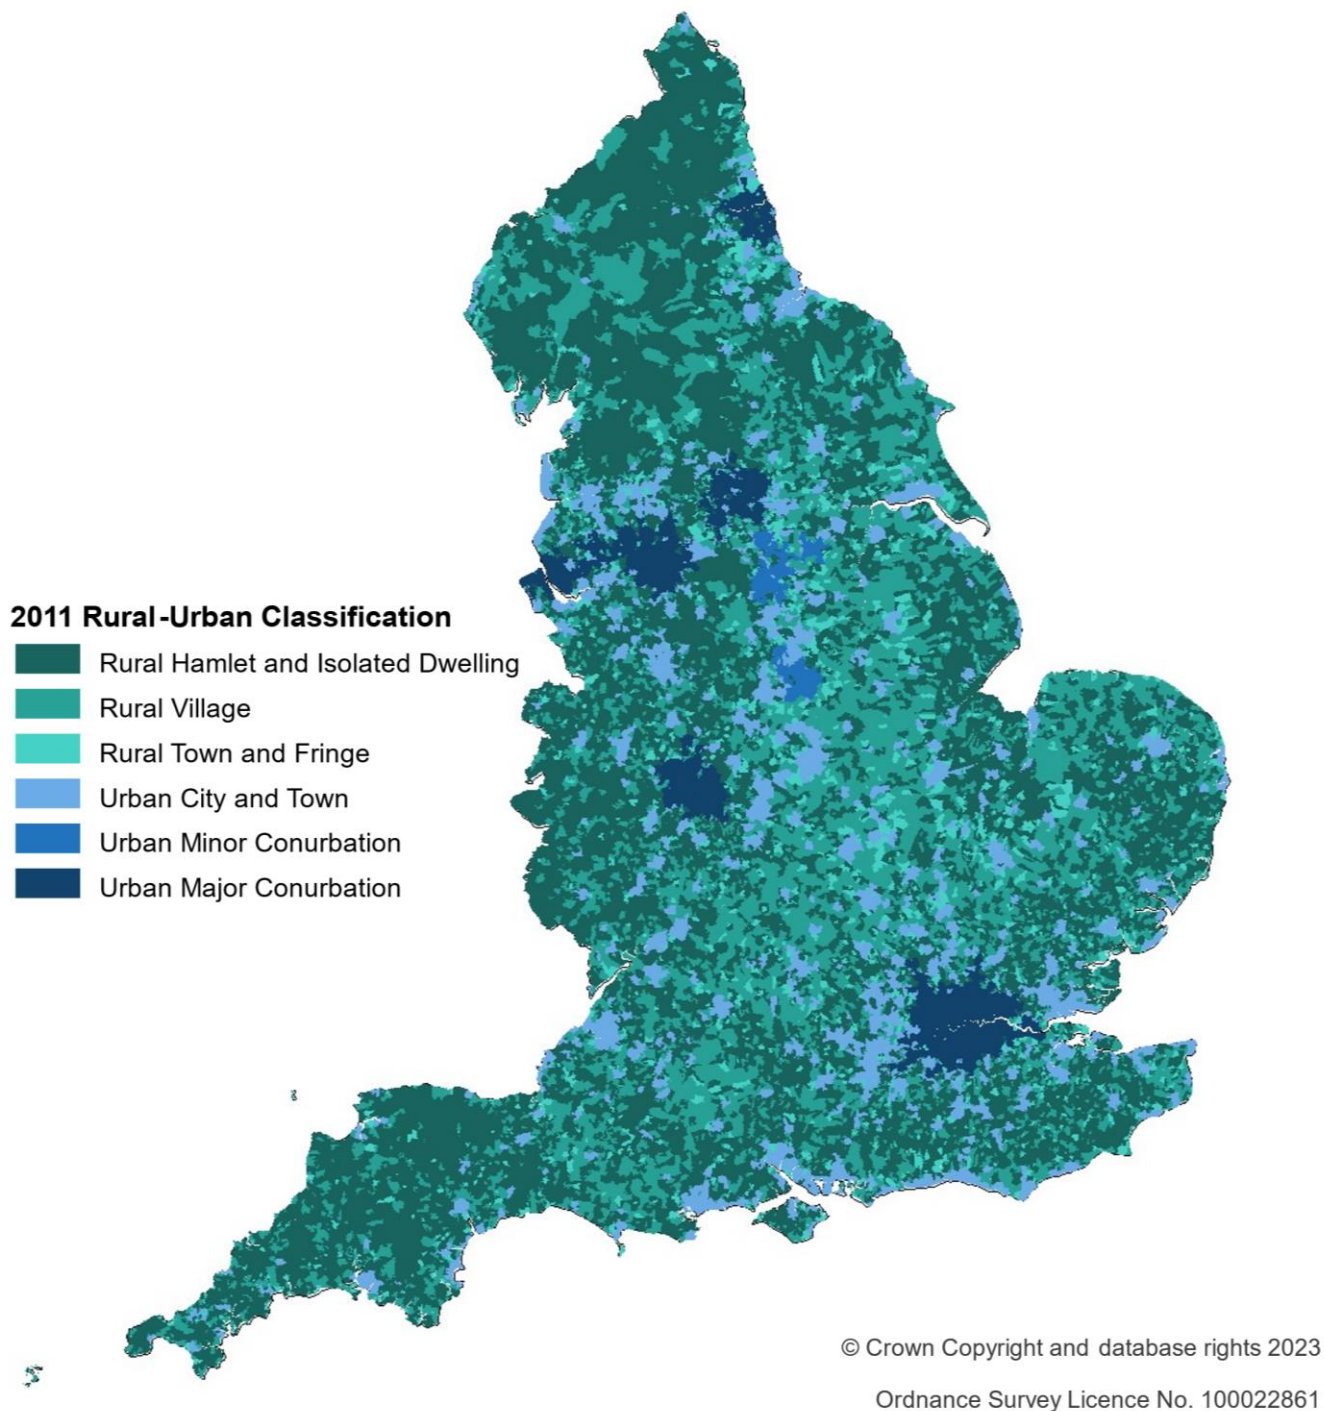 2011 Rural-Urban Classification
Rural Hamlet and Isolated Dwelling
Rural Village
Rural Town and Fringe
Urban City and Town
Urban Minor Conurbation
Urban Major Conurbation
© Crown Copyright and database rights 2023
Ordnance Survey Licence No. 100022861